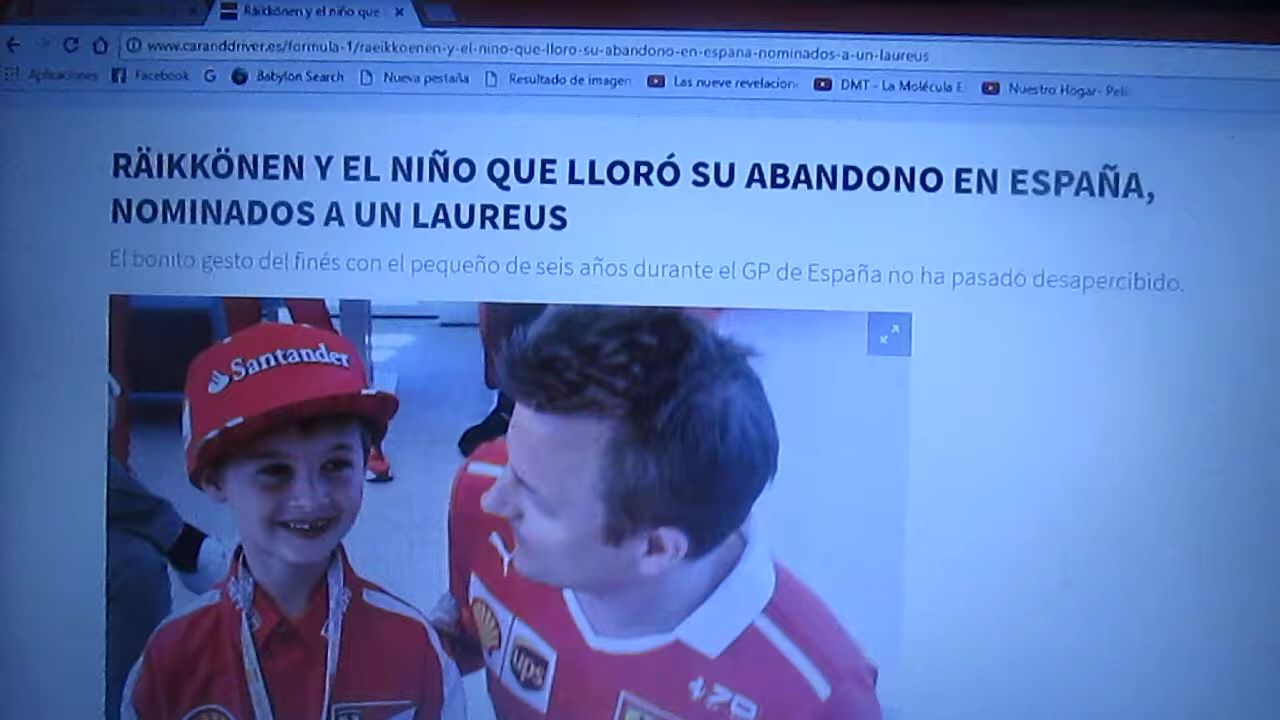 Räikkönen y el niño que
www.caranddriver.es/formula-1/raeikkoenen-y-el-nino-que-lloro-su-abandono-en-espana-nominados-a-un-laureus
Aplicaciones Facebook Babylon Search Nueva pestaña Resultado de imagen Las nueve revelacion DMT - La Molécula E Nuestro Hogar- Peli
RÄIKKÖNEN Y EL NIÑO QUE LLORÓ SU ABANDONO EN ESPAÑA,
NOMINADOS A UN LAUREUS
El bonito gesto del finés con el pequeño de seis años durante el GP de España no ha pasado desapercibido.
Santander
ups